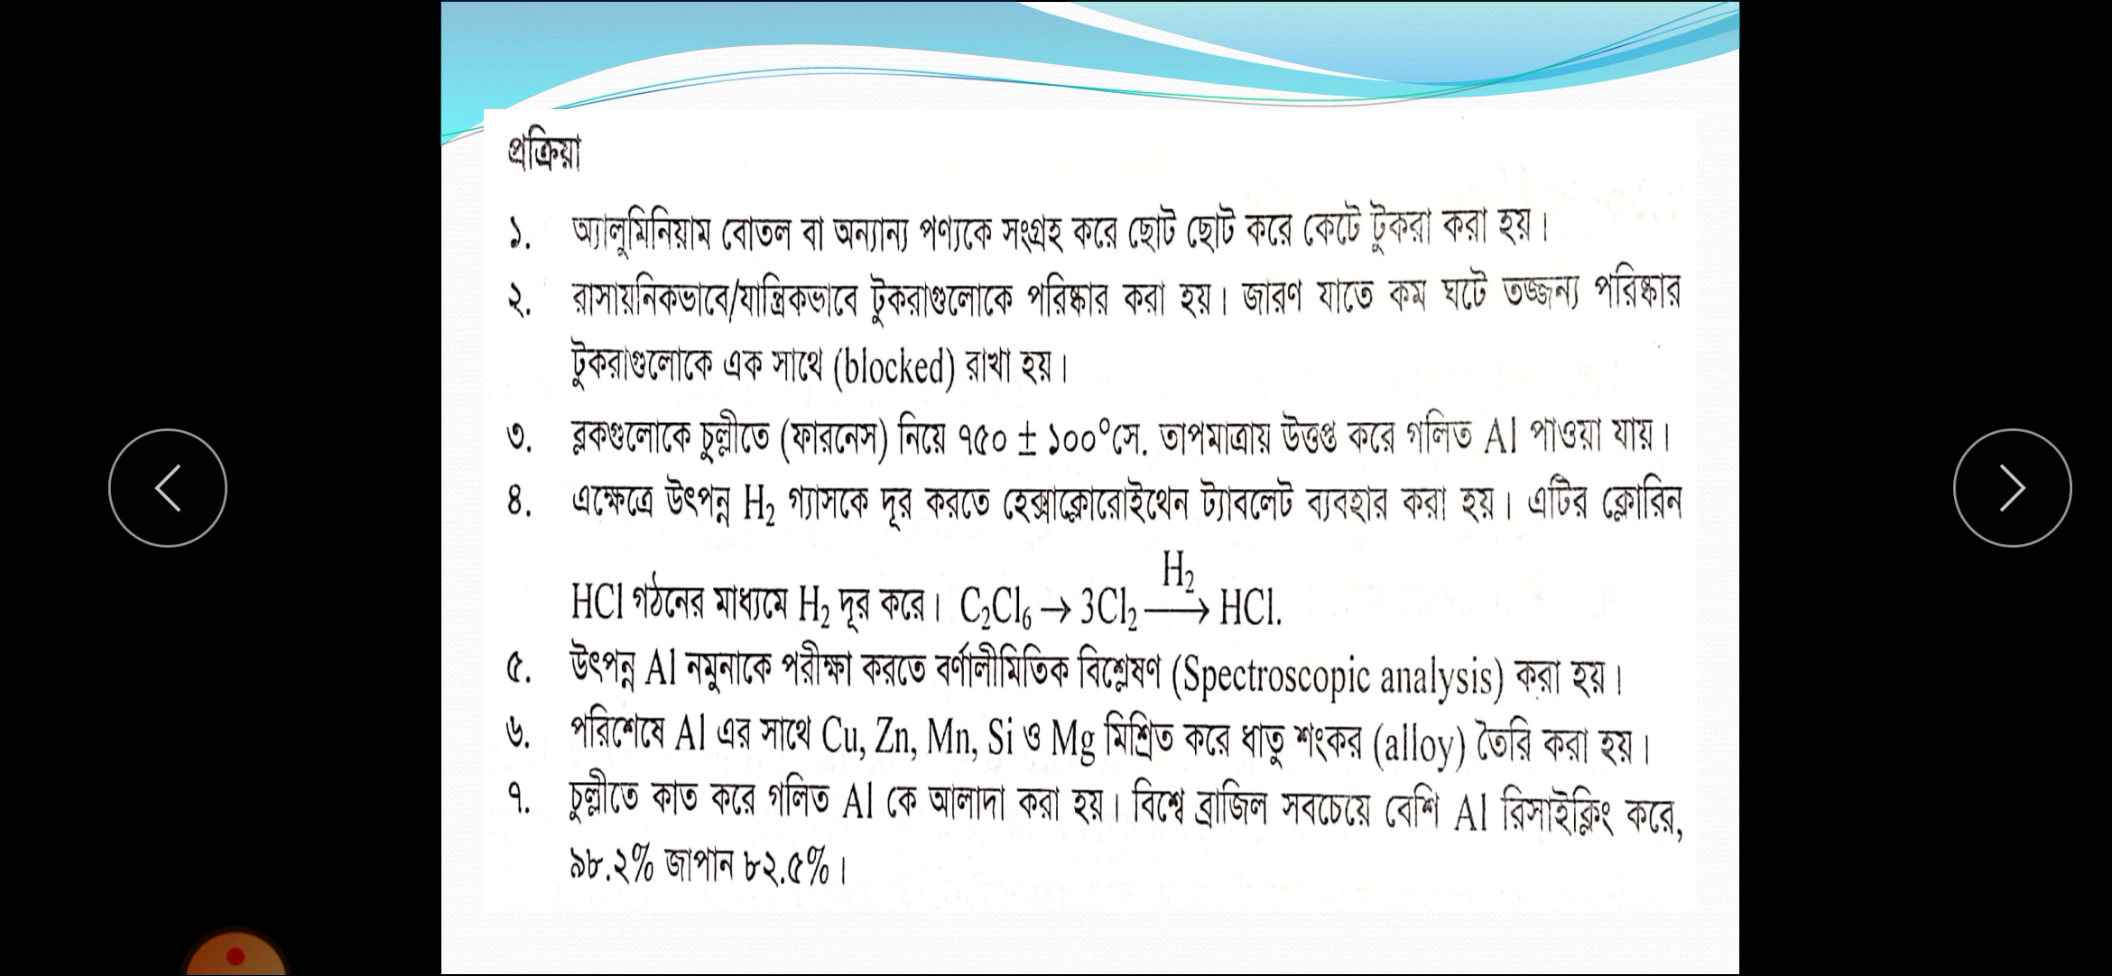 প্রক্রিয়া
১. অ্যালুমিনিয়াম বোতল বা অন্যান্য পণ্যকে সংগ্রহ করে ছোট ছোট করে কেটে টুকরা করা হয়।
২. রাসায়নিকভাবে/যান্ত্রিকভাবে টুকরাগুলোকে পরিষ্কার করা হয়। জারণ যাতে কম ঘটে তজ্জন্য পরিষ্কার
টুকরাগুলোকে এক সাথে (blocked) রাখা হয়।
৩. ব্লকগুলোকে চুল্লীতে (ফারনেস) নিয়ে ৭৫০ ± ১০০°সে. তাপমাত্রায় উত্তপ্ত করে গলিত Al পাওয়া যায়।
৪. এক্ষেত্রে উৎপন্ন H₂ গ্যাসকে দূর করতে হেক্সাক্লোরোইথেন ট্যাবলেট ব্যবহার করা হয়। এটির ক্লোরিন
HCl গঠনের মাধ্যমে H₂ দূর করে। C₂Cl₆ → 3Cl₂ —H₂→ HCl.
৫. উৎপন্ন Al নমুনাকে পরীক্ষা করতে বর্ণালীমিতিক বিশ্লেষণ (Spectroscopic analysis) করা হয়।
৬. পরিশেষে Al এর সাথে Cu, Zn, Mn, Si ও Mg মিশ্রিত করে ধাতু শংকর (alloy) তৈরি করা হয়।
৭. চুল্লীতে কাত করে গলিত Al কে আলাদা করা হয়। বিশ্বে ব্রাজিল সবচেয়ে বেশি Al রিসাইক্লিং করে,
৯৮.২% জাপান ৮২.৫%।